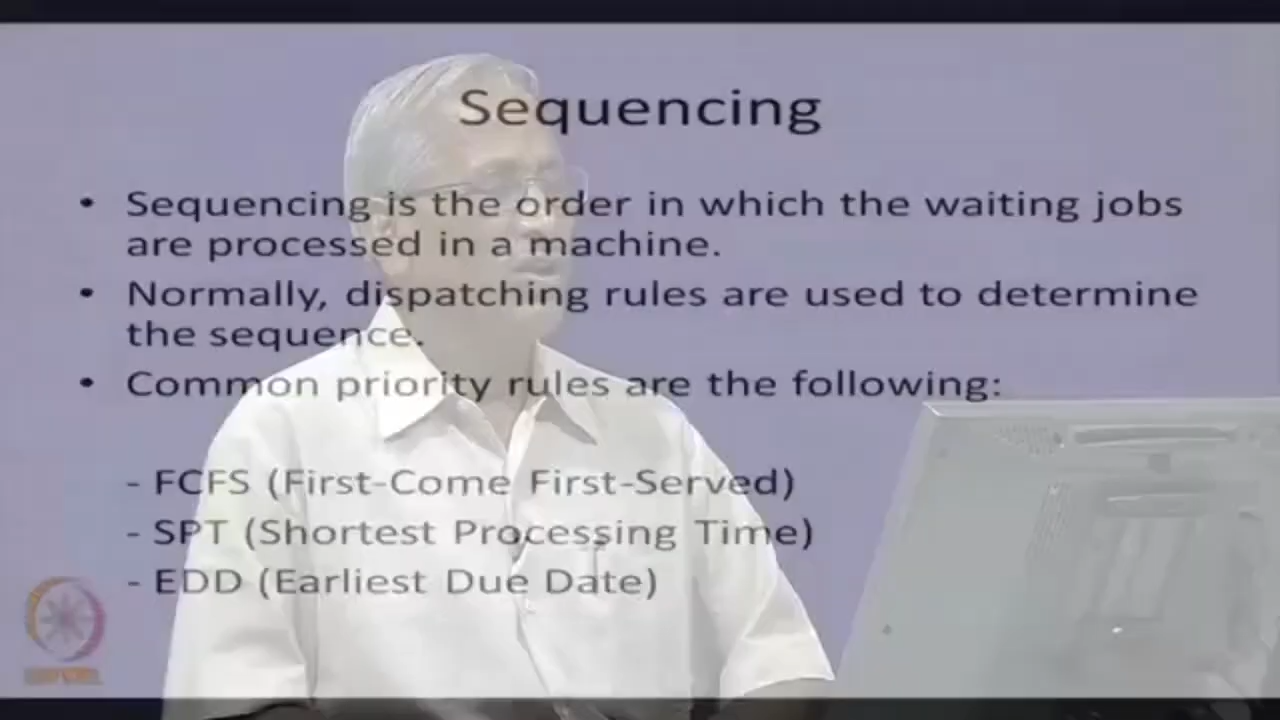 Sequencing
• Sequencing is the order in which the waiting jobs
are processed in a machine.
• Normally, dispatching rules are used to determine
the sequence.
• Common priority rules are the following:
- FCFS (First-Come First-Served)
- SPT (Shortest Processing Time)
- EDD (Earliest Due Date)